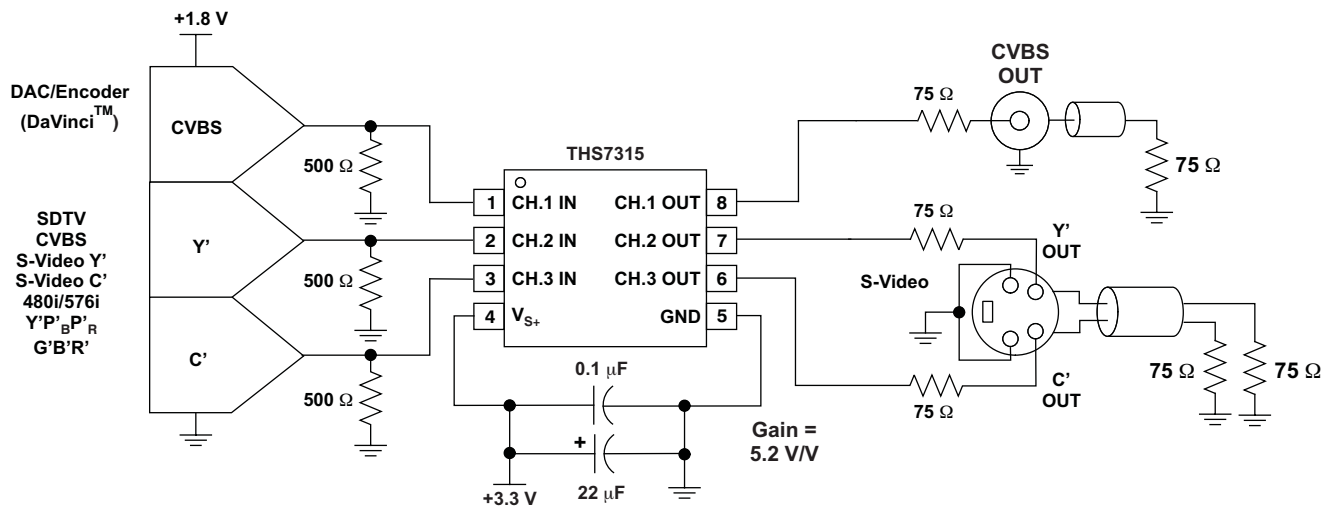 +1.8 V
DAC/Encoder
(DaVinci™)
CVBS
Y'
C'
SDTV
CVBS
S-Video Y'
S-Video C'
480i/576i
Y'P'BP'R
G'B'R'
500 Ω
500 Ω
500 Ω
THS7315
1 CH.1 IN CH.1 OUT 8
2 CH.2 IN CH.2 OUT 7
3 CH.3 IN CH.3 OUT 6
4 VS+ GND 5
0.1 μF
+
22 μF
+3.3 V
Gain =
5.2 V/V
CVBS
OUT
75 Ω
75 Ω
75 Ω
Y'
OUT
S-Video
75 Ω
C'
OUT
75 Ω
75 Ω